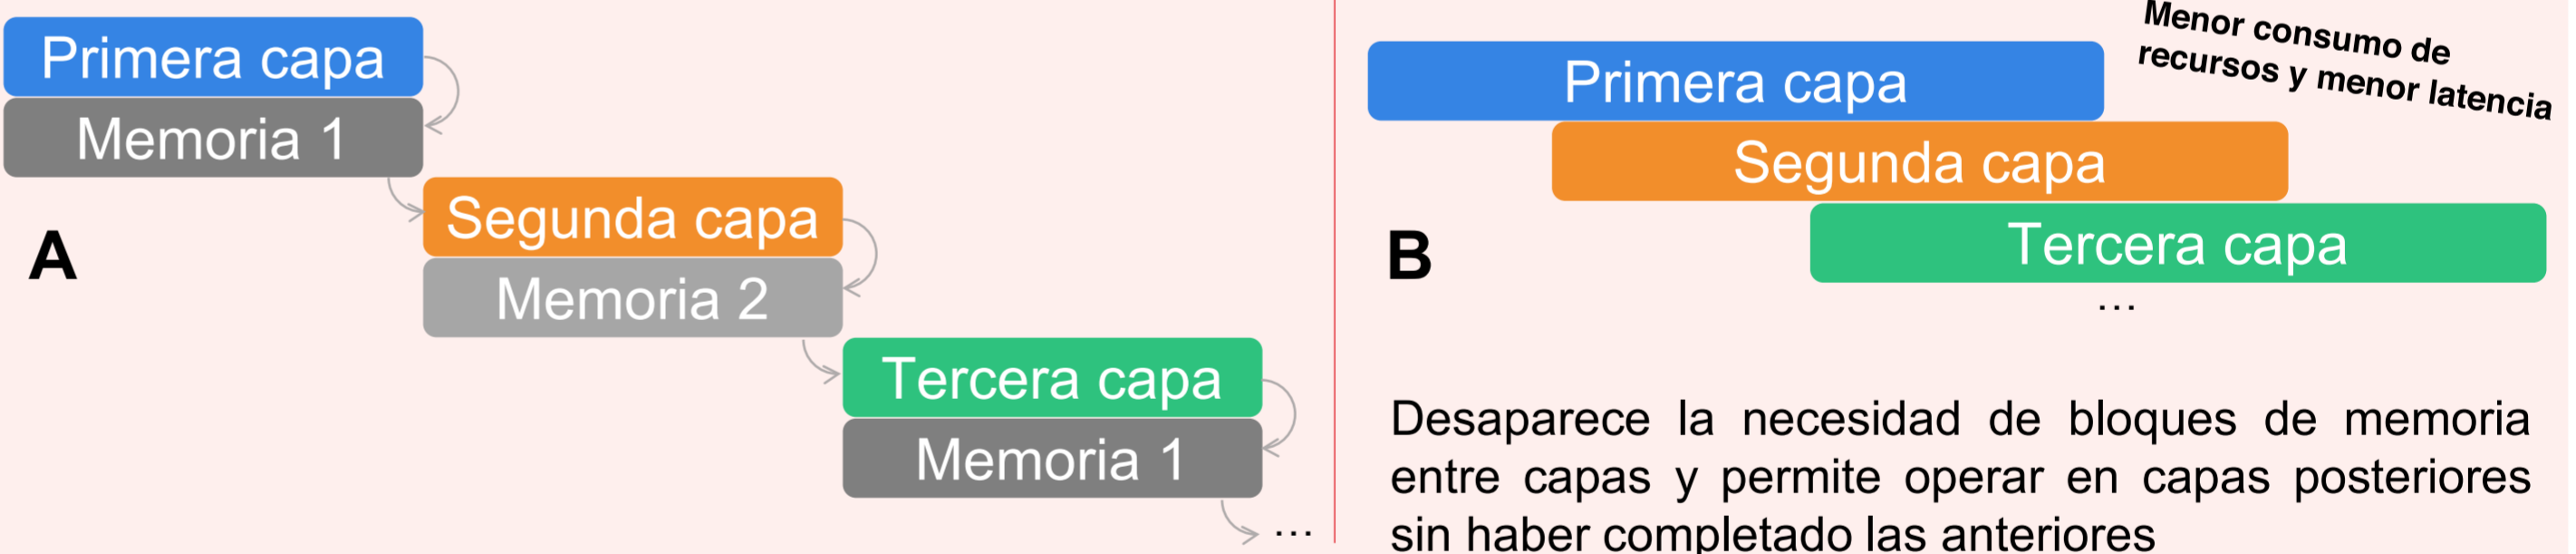 Primera capa
Memoria 1
Segunda capa
Memoria 2
Tercera capa
Memoria 1
...
A
Menor consumo de
recursos y menor latencia
Primera capa
Segunda capa
Tercera capa
...
B
Desaparece la necesidad de bloques de memoria
entre capas y permite operar en capas posteriores
sin haber completado las anteriores